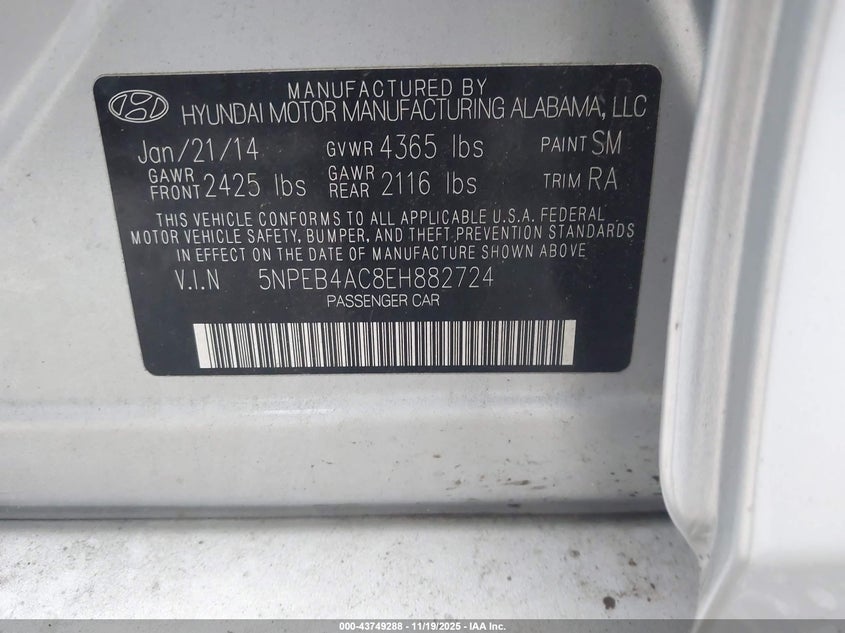 MANUFACTURED BY
HYUNDAI MOTOR MANUFACTURING ALABAMA, LLC
Jan/21/14 GVWR 4365 lbs PAINT SM
GAWR FRONT 2425 lbs GAWR REAR 2116 lbs TRIM RA
THIS VEHICLE CONFORMS TO ALL APPLICABLE U.S.A. FEDERAL
MOTOR VEHICLE SAFETY, BUMPER, AND THEFT PREVENTION STANDARDS
IN EFFECT ON THE DATE OF MANUFACTURE SHOWN ABOVE
V.I.N 5NPEB4AC8EH882724
PASSENGER CAR
000-43749288 - 11/19/2025 - IAA Inc.